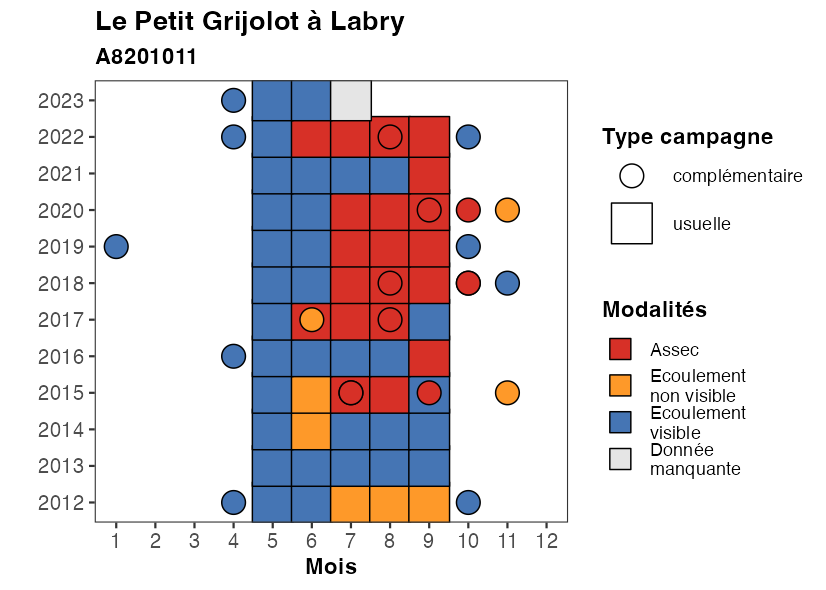 Le Petit Grijolot à Labry
A8201011
2023
2022
2021
2020
2019
2018
2017
2016
2015
2014
2013
2012
1 2 3 4 5 6 7 8 9 10 11 12
Mois
Type campagne
complémentaire
usuelle
Modalités
Assec
Ecoulement
non visible
Ecoulement
visible
Donnée
manquante